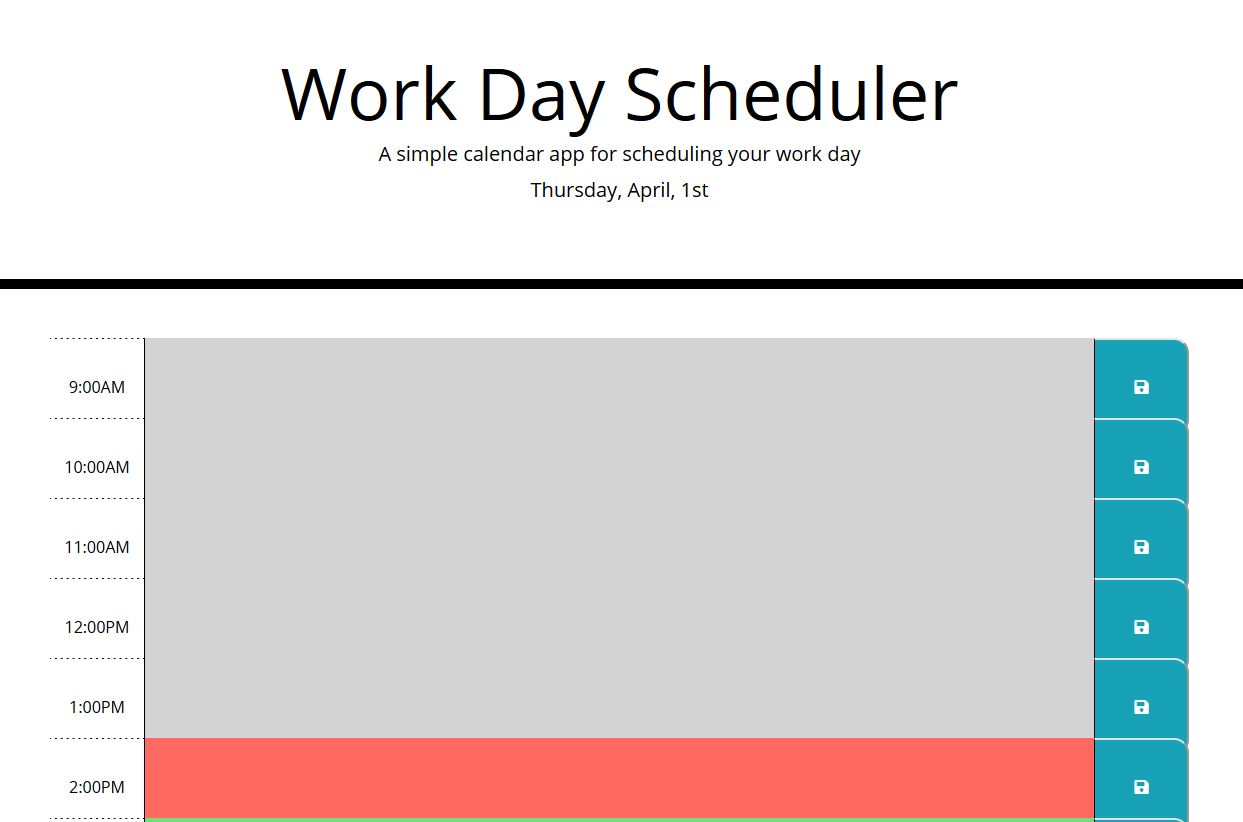 Work Day Scheduler
A simple calendar app for scheduling your work day
Thursday, April, 1st
9:00AM
10:00AM
11:00AM
12:00PM
1:00PM
2:00PM